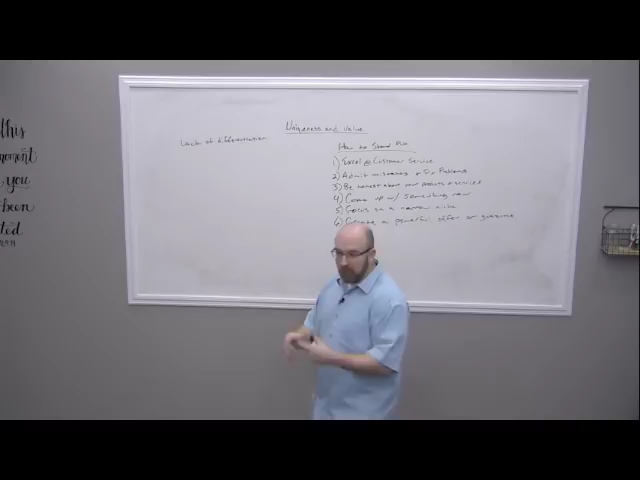 this
moment
you
been
Uniqueness and Value
Lack of differentiation
How to Stand Out
1) Excel @ Customer Service
2) Admit mistakes + Fix Problems
3) Be honest about your products + services
4) Come up w/ Something new
5) Focus on a narrow niche
6) Create a powerful offer or guarantee